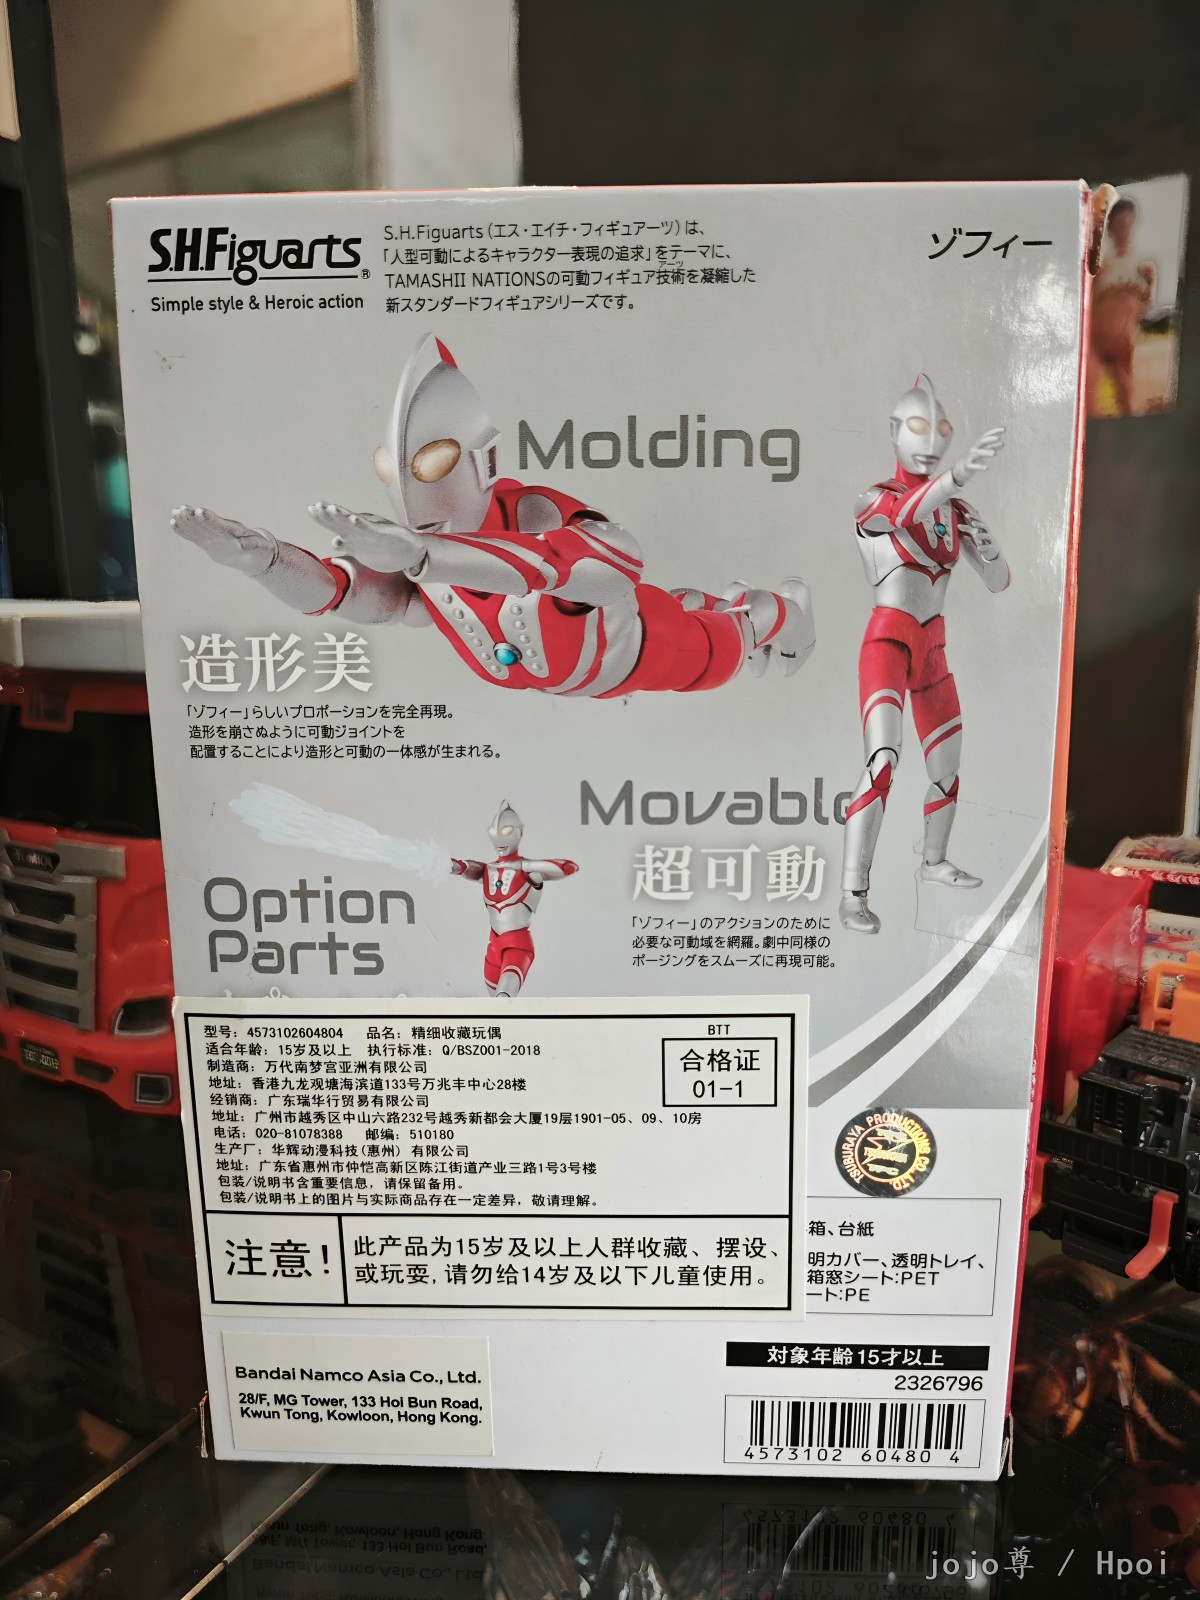 S.H.Figuarts®
Simple style & Heroic action
S.H.Figuarts（エス・エイチ・フィギュアーツ）は、
「人型可動によるキャラクター表現の追求」をテーマに、
アーツ
TAMASHII NATIONSの可動フィギュア技術を凝縮した
新スタンダードフィギュアシリーズです。
ゾフィー
Molding
造形美
「ゾフィー」らしいプロポーションを完全再現。
造形を崩さぬように可動ジョイントを
配置することにより造形と可動の一体感が生まれる。
Movable
超可動
「ゾフィー」のアクションのために
必要な可動域を網羅。劇中同様の
ポージングをスムーズに再現可能。
Option
Parts
型号：4573102604804 品名：精细收藏玩偶
适合年龄：15岁及以上 执行标准：Q/BSZ001-2018
制造商：万代南梦宫亚洲有限公司
地址：香港九龙观塘海滨道133号万兆丰中心28楼
经销商：广东瑞华行贸易有限公司
地址：广州市越秀区中山六路232号越秀新都会大厦19层1901-05、09、10房
电话：020-81078388 邮编：510180
生产厂：华辉动漫科技(惠州) 有限公司
地址：广东省惠州市仲恺高新区陈江街道产业三路1号3号楼
包装/说明书含重要信息，请保留备用。
包装/说明书上的图片与实际商品存在一定差异，敬请理解。
BTT
合格证
01-1
注意!
此产品为15岁及以上人群收藏、摆设、
或玩耍,请勿给14岁及以下儿童使用。
TSUBURAYA PRODUCTIONS CO.,LTD.
箱、台紙
明カバー、透明トレイ、
箱窓シート:PET
ート:PE
対象年齢15才以上
2326796
4573102 60480 4
Bandai Namco Asia Co., Ltd.
28/F, MG Tower, 133 Hoi Bun Road,
Kwun Tong, Kowloon, Hong Kong.
jojo尊 / Hpoi